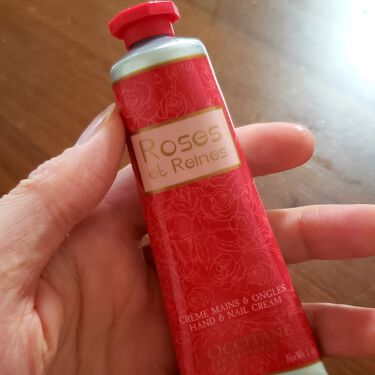 Roses
et Reines
CRÈME MAINS & ONGLES
HAND & NAIL CREAM
L'OCCITANE